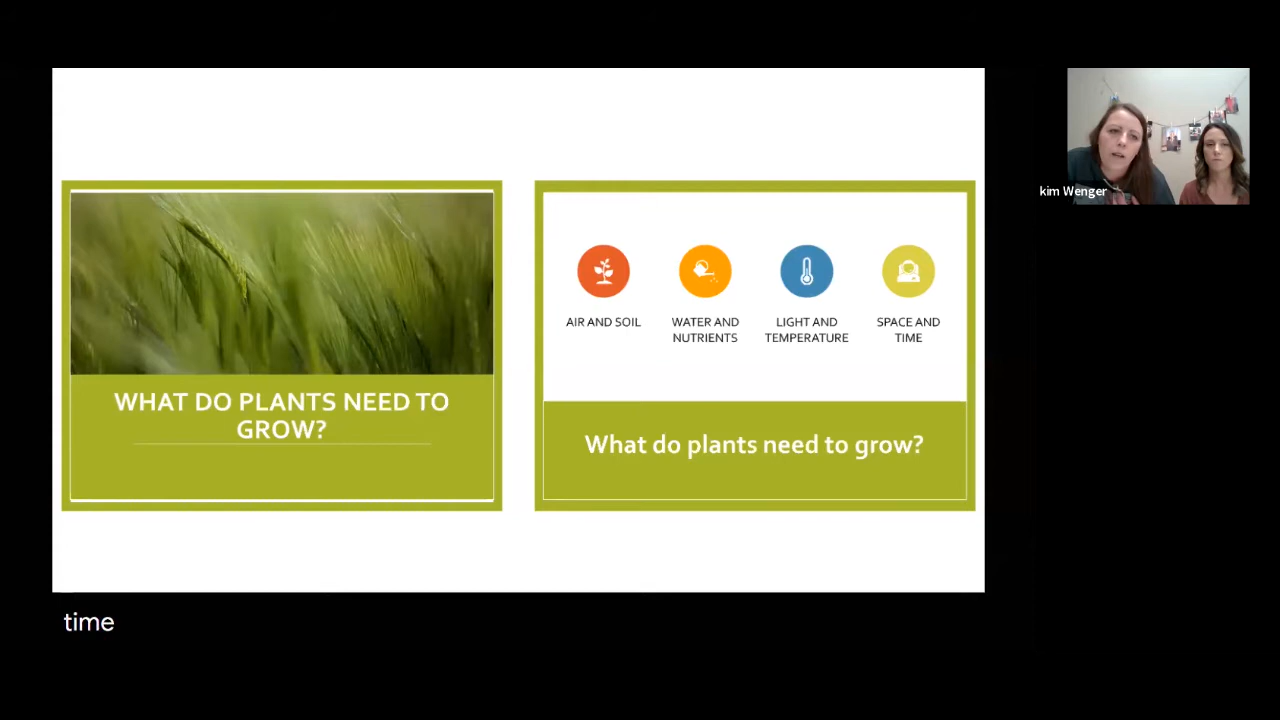 WHAT DO PLANTS NEED TO
GROW?
AIR AND SOIL
WATER AND
NUTRIENTS
LIGHT AND
TEMPERATURE
SPACE AND
TIME
What do plants need to grow?
kim Wenger
time